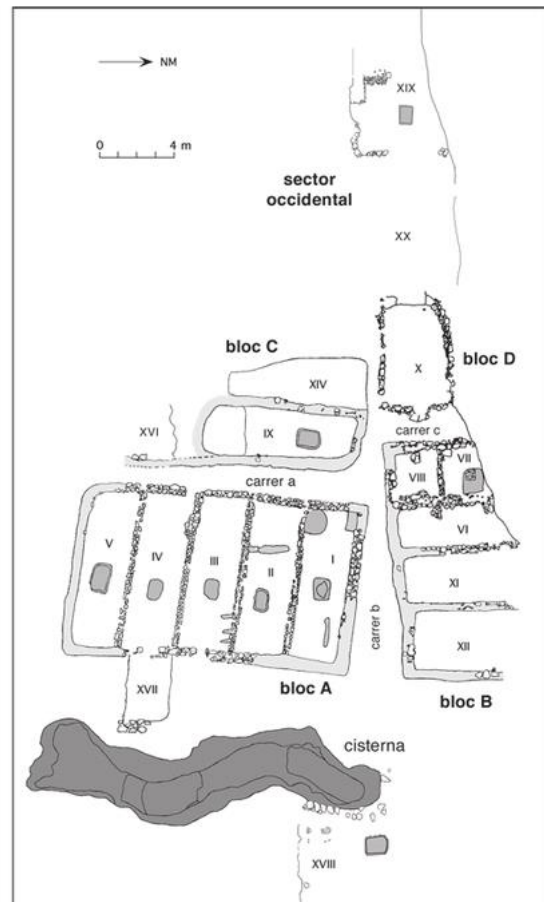 NM
0 4 m
XIX
sector
occidental
XX
bloc C
bloc D
X
XIV
XVI
IX
carrer c
VII
VIII
carrer a
VI
V
IV
III
II
I
XI
carrer b
XII
XVII
bloc A
bloc B
cisterna
XVIII